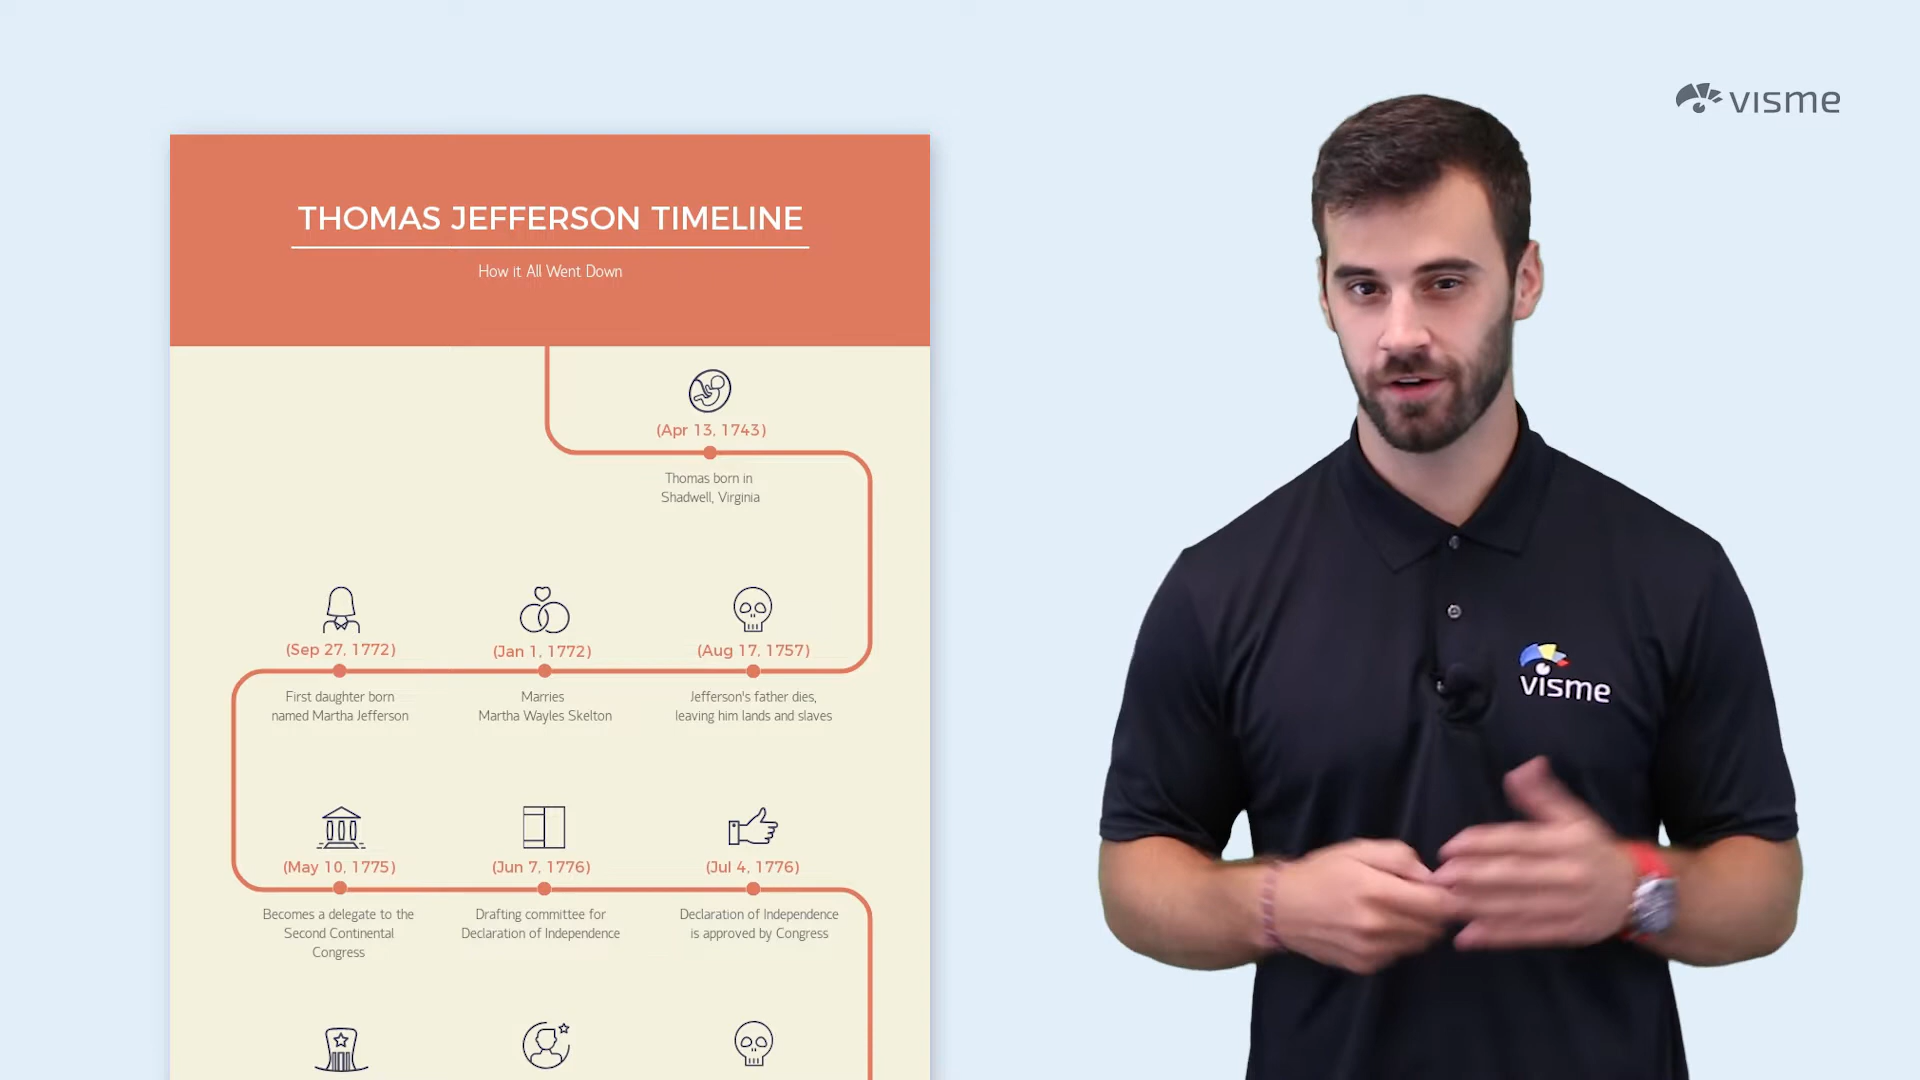 visme
THOMAS JEFFERSON TIMELINE
How it All Went Down
(Apr 13, 1743)
Thomas born in
Shadwell, Virginia
(Sep 27, 1772)
First daughter born
named Martha Jefferson
(Jan 1, 1772)
Marries
Martha Wayles Skelton
(Aug 17, 1757)
Jefferson's father dies,
leaving him lands and slaves
(May 10, 1775)
Becomes a delegate to the
Second Continental
Congress
(Jun 7, 1776)
Drafting committee for
Declaration of Independence
(Jul 4, 1776)
Declaration of Independence
is approved by Congress
visme